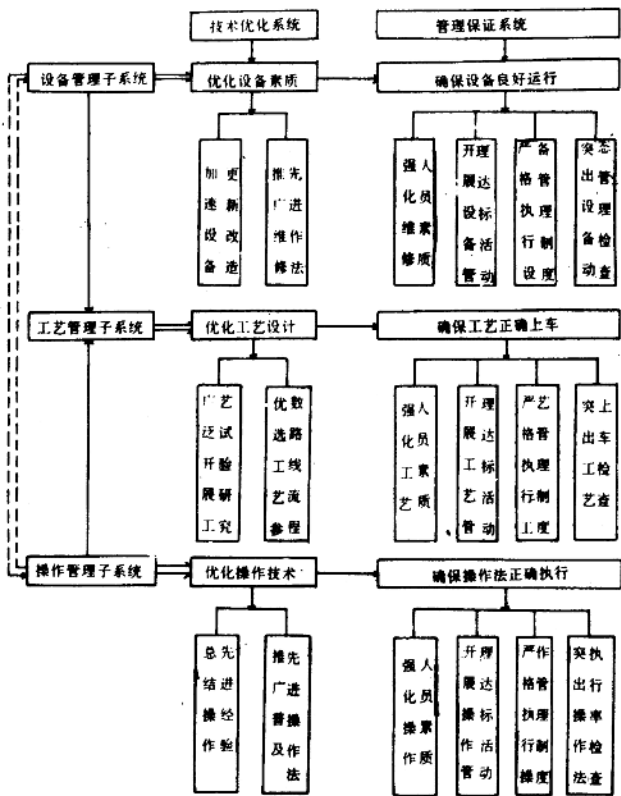 技术优化系统
管理保证系统
设备管理子系统
优化设备素质
确保设备良好运行
加速设备更新改造
推广维修先进作法
强化维修人员素质
开展设备管理达标活动
严格执行设备管理制度
突出设备动态管理检查
工艺管理子系统
优化工艺设计
确保工艺正确上车
广泛开展工艺试验研究
优选工艺参数路线流程
强化工艺人员素质
开展工艺管理达标活动
严格执行工艺管理制度
突出工艺上车检查
操作管理子系统
优化操作技术
确保操作法正确执行
总结操作先进经验
推广普及先进操作法
强化操作人员素质
开展操作管理达标活动
严格执行操作管理制度
突出操作法执行率检查